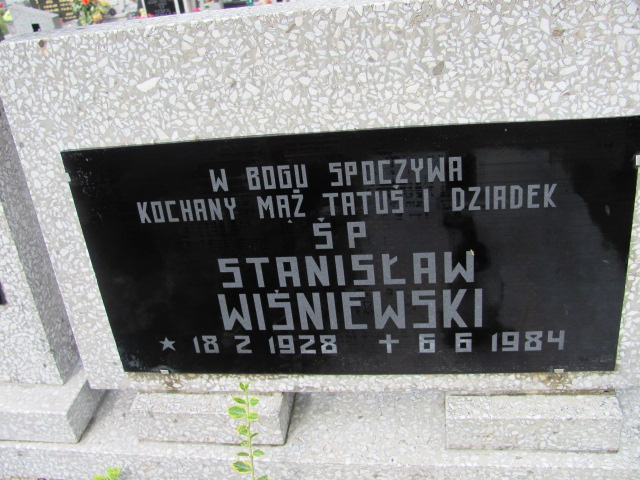 W BOGU SPOCZYWA
KOCHANY MĄŻ TATUŚ I DZIADEK
ŚP
STANISŁAW
WIŚNIEWSKI
* 18 2 1928 + 6 6 1984